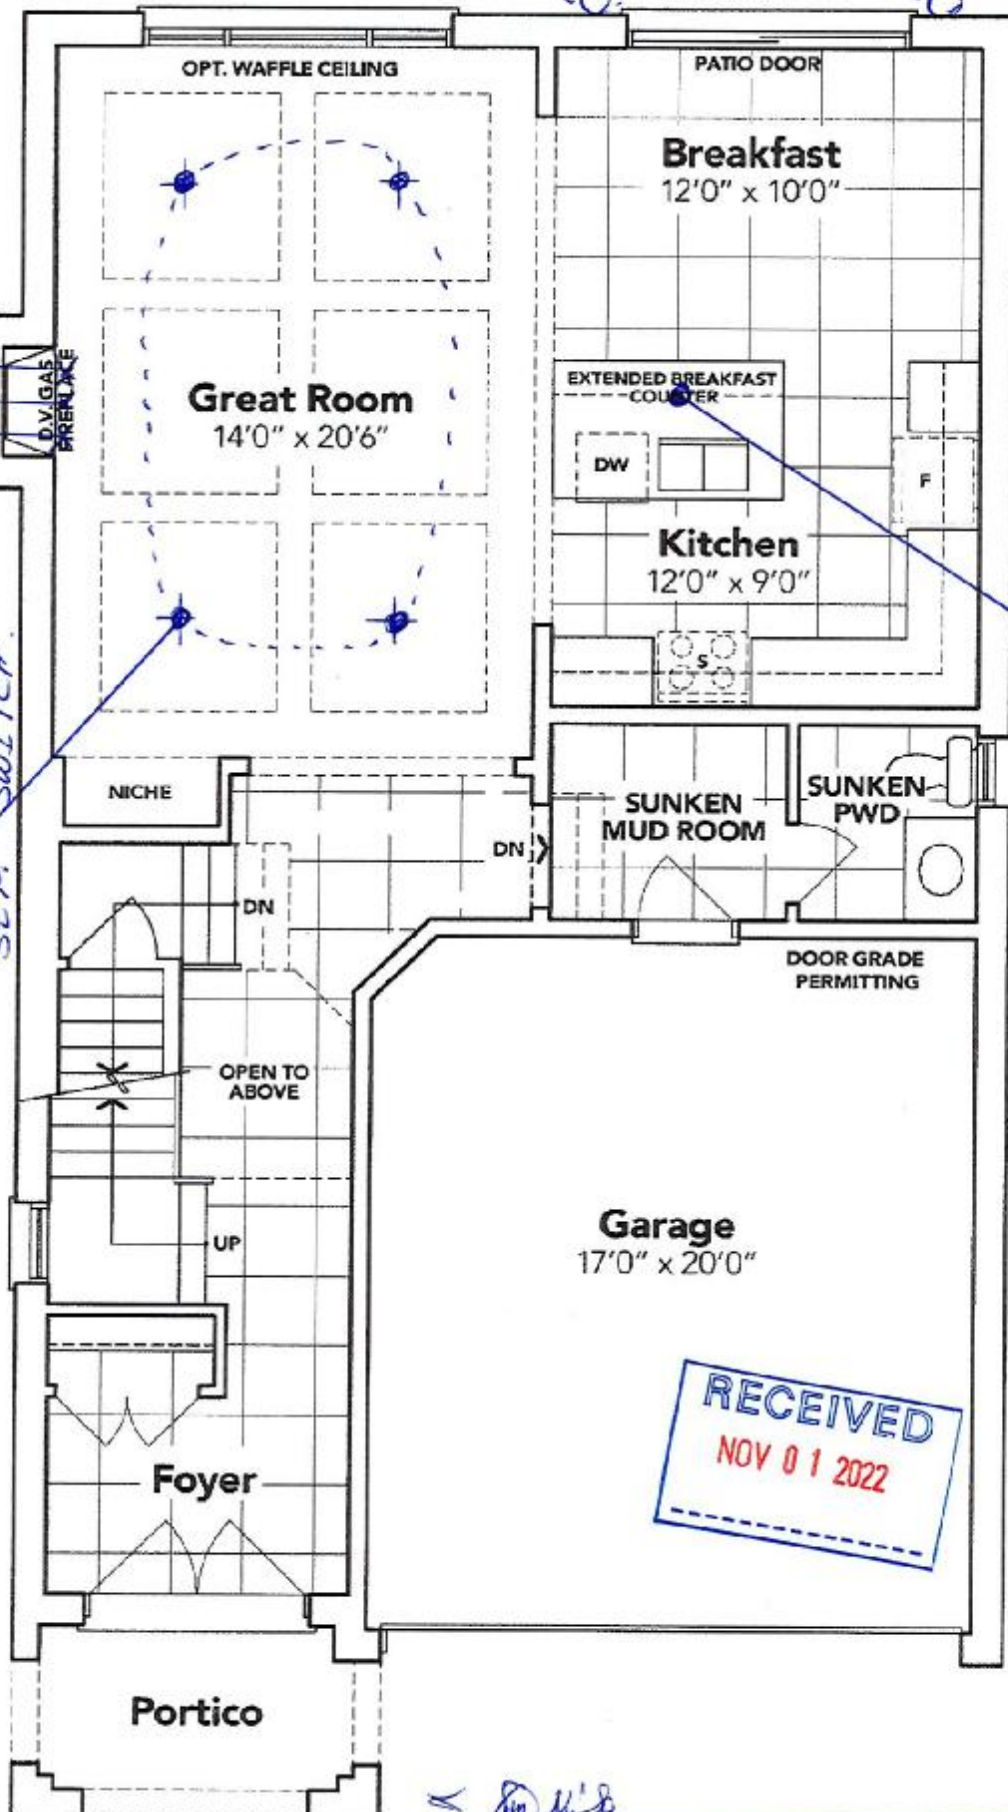 OPT. WAFFLE CEILING
PATIO DOOR
Breakfast
12'0" x 10'0"
D.V. GAS
FIREPLACE
Great Room
14'0" x 20'6"
EXTENDED BREAKFAST
COUNTER
DW
F
Kitchen
12'0" x 9'0"
S
SWITCH
NICHE
SUNKEN
MUD ROOM
SUNKEN
PWD
DN
DN
DOOR GRADE
PERMITTING
OPEN TO
ABOVE
UP
Garage
17'0" x 20'0"
RECEIVED
NOV 01 2022
Foyer
Portico